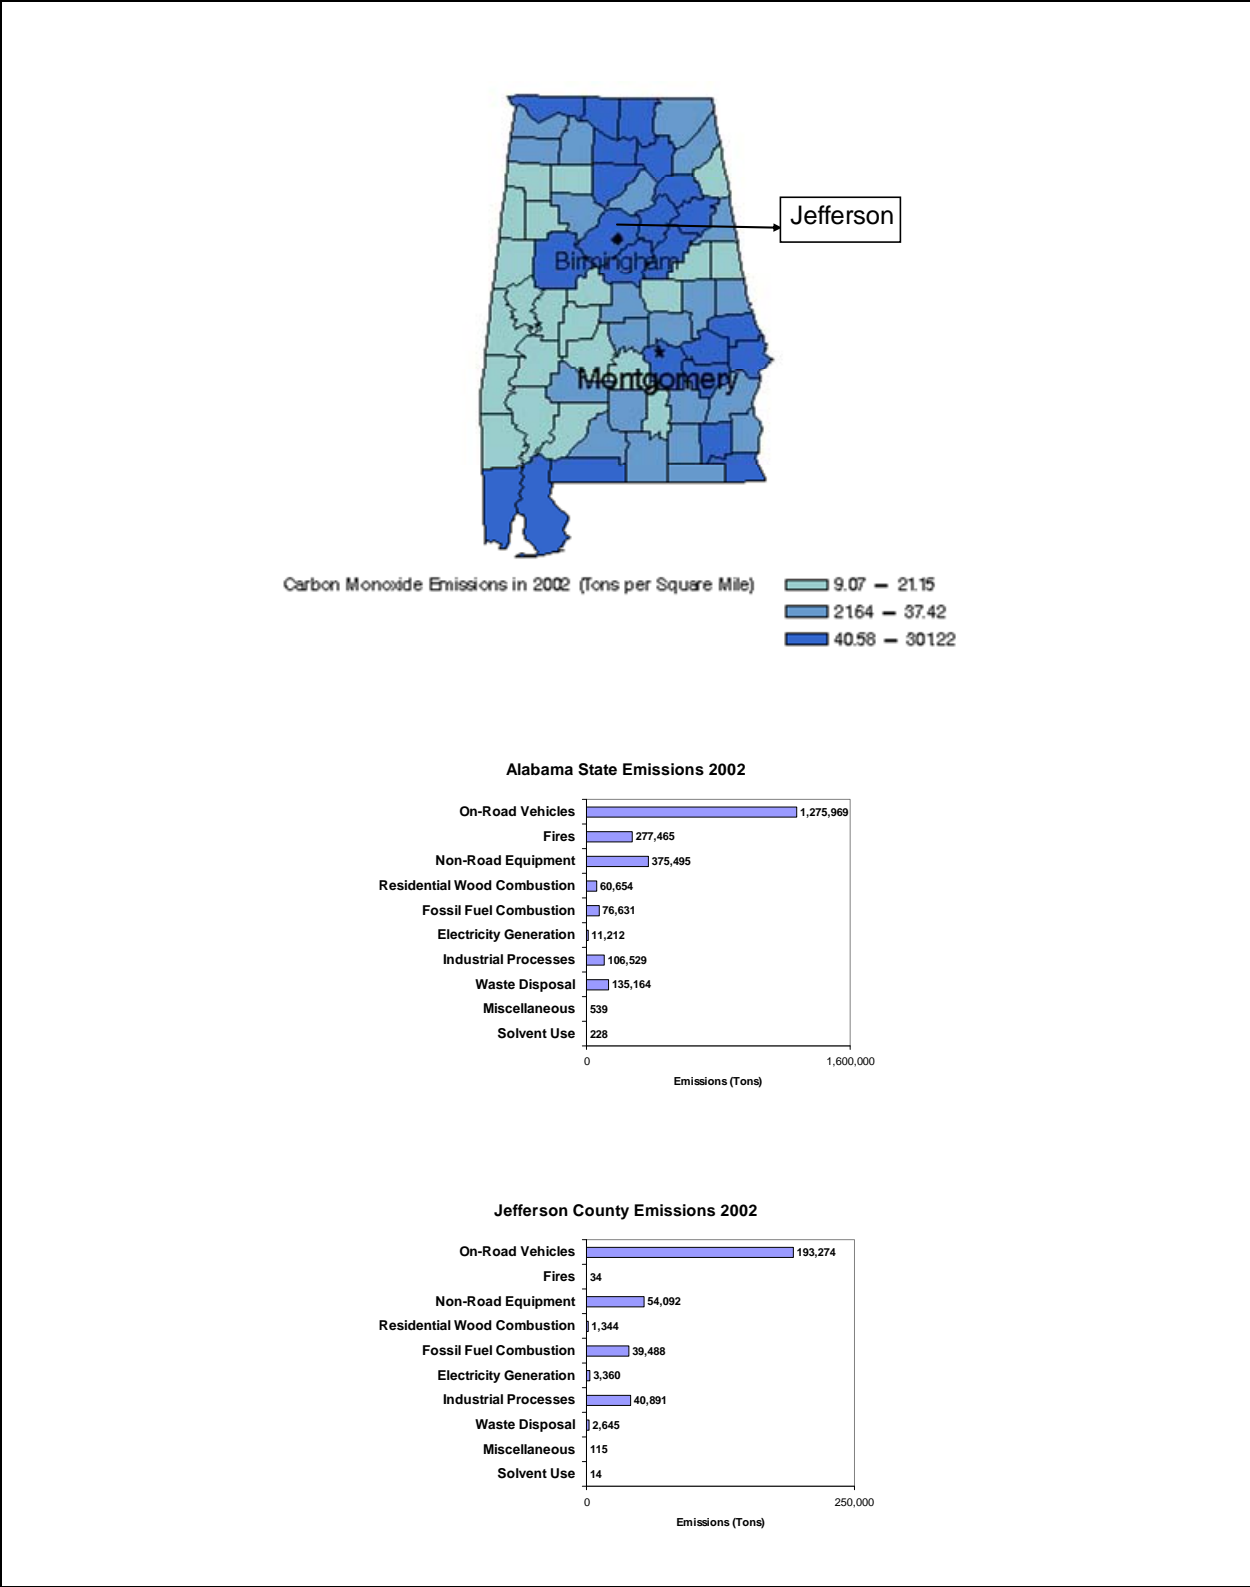 Jefferson
Birmingham
Montgomery
Carbon Monoxide Emissions in 2002 (Tons per Square Mile)
9.07 – 21.15
21.64 – 37.42
40.58 – 301.22
Alabama State Emissions 2002
On-Road Vehicles 1,275,969
Fires 277,465
Non-Road Equipment 375,495
Residential Wood Combustion 60,654
Fossil Fuel Combustion 76,631
Electricity Generation 11,212
Industrial Processes 106,529
Waste Disposal 135,164
Miscellaneous 539
Solvent Use 228
0 1,600,000
Emissions (Tons)
Jefferson County Emissions 2002
On-Road Vehicles 193,274
Fires 34
Non-Road Equipment 54,092
Residential Wood Combustion 1,344
Fossil Fuel Combustion 39,488
Electricity Generation 3,360
Industrial Processes 40,891
Waste Disposal 2,645
Miscellaneous 115
Solvent Use 14
0 250,000
Emissions (Tons)